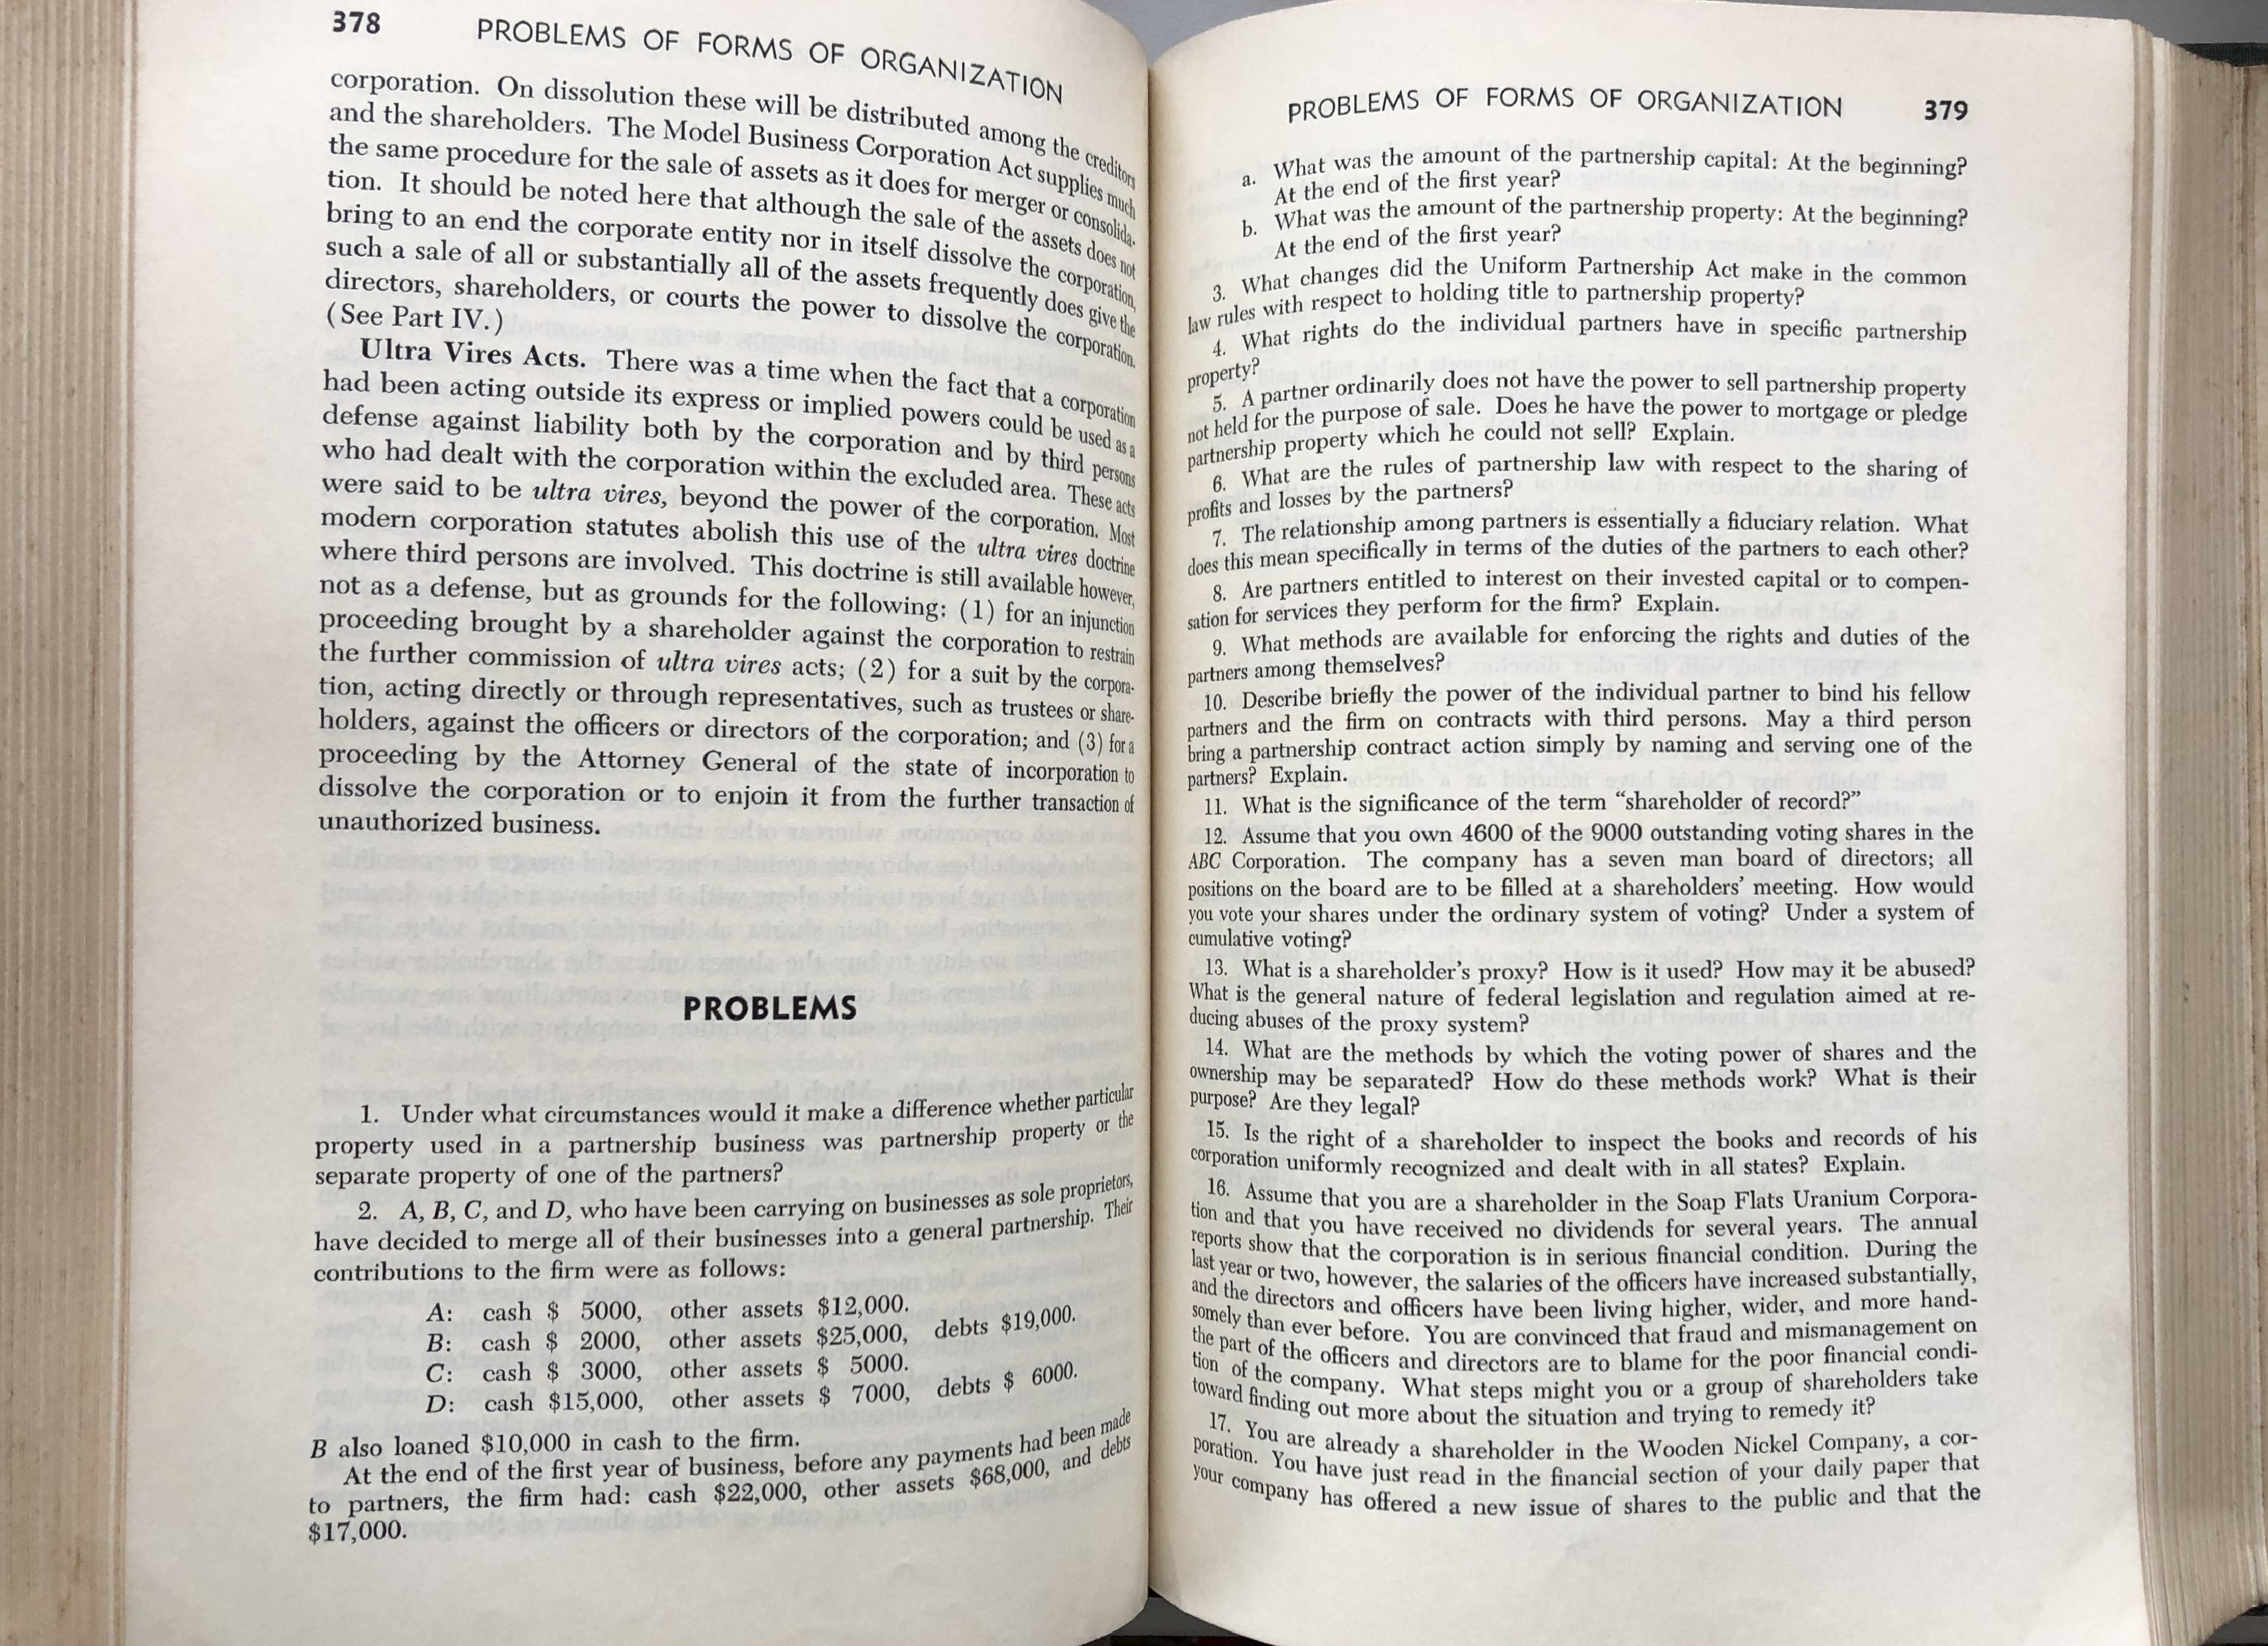 378 PROBLEMS OF FORMS OF ORGANIZATION
corporation. On dissolution these will be distributed among the creditors
and the shareholders. The Model Business Corporation Act supplies much
the same procedure for the sale of assets as it does for merger or consolida-
tion. It should be noted here that although the sale of the assets does not
bring to an end the corporate entity nor in itself dissolve the corporation,
such a sale of all or substantially all of the assets frequently does give the
directors, shareholders, or courts the power to dissolve the corporation.
(See Part IV.)
Ultra Vires Acts. There was a time when the fact that a corporation
had been acting outside its express or implied powers could be used as a
defense against liability both by the corporation and by third persons
who had dealt with the corporation within the excluded area. These acts
were said to be ultra vires, beyond the power of the corporation. Most
modern corporation statutes abolish this use of the ultra vires doctrine
where third persons are involved. This doctrine is still available however,
not as a defense, but as grounds for the following: (1) for an injunction
proceeding brought by a shareholder against the corporation to restrain
the further commission of ultra vires acts; (2) for a suit by the corpora-
tion, acting directly or through representatives, such as trustees or share-
holders, against the officers or directors of the corporation; and (3) for a
proceeding by the Attorney General of the state of incorporation to
dissolve the corporation or to enjoin it from the further transaction of
unauthorized business.
PROBLEMS
1. Under what circumstances would it make a difference whether particular
property used in a partnership business was partnership property or the
separate property of one of the partners?
2. A, B, C, and D, who have been carrying on businesses as sole proprietors,
have decided to merge all of their businesses into a general partnership. Their
contributions to the firm were as follows:
A: cash $ 5000, other assets $12,000.
B: cash $ 2000, other assets $25,000, debts $19,000.
C: cash $ 3000, other assets $ 5000.
D: cash $15,000, other assets $ 7000, debts $ 6000.
B also loaned $10,000 in cash to the firm.
At the end of the first year of business, before any payments had been made
to partners, the firm had: cash $22,000, other assets $68,000, and debts
$17,000.
PROBLEMS OF FORMS OF ORGANIZATION 379
a. What was the amount of the partnership capital: At the beginning?
At the end of the first year?
b. What was the amount of the partnership property: At the beginning?
At the end of the first year?
3. What changes did the Uniform Partnership Act make in the common
law rules with respect to holding title to partnership property?
4. What rights do the individual partners have in specific partnership
property?
5. A partner ordinarily does not have the power to sell partnership property
not held for the purpose of sale. Does he have the power to mortgage or pledge
partnership property which he could not sell? Explain.
6. What are the rules of partnership law with respect to the sharing of
profits and losses by the partners?
7. The relationship among partners is essentially a fiduciary relation. What
does this mean specifically in terms of the duties of the partners to each other?
8. Are partners entitled to interest on their invested capital or to compen-
sation for services they perform for the firm? Explain.
9. What methods are available for enforcing the rights and duties of the
partners among themselves?
10. Describe briefly the power of the individual partner to bind his fellow
partners and the firm on contracts with third persons. May a third person
bring a partnership contract action simply by naming and serving one of the
partners? Explain.
11. What is the significance of the term “shareholder of record?”
12. Assume that you own 4600 of the 9000 outstanding voting shares in the
ABC Corporation. The company has a seven man board of directors; all
positions on the board are to be filled at a shareholders’ meeting. How would
you vote your shares under the ordinary system of voting? Under a system of
cumulative voting?
13. What is a shareholder’s proxy? How is it used? How may it be abused?
What is the general nature of federal legislation and regulation aimed at re-
ducing abuses of the proxy system?
14. What are the methods by which the voting power of shares and the
ownership may be separated? How do these methods work? What is their
purpose? Are they legal?
15. Is the right of a shareholder to inspect the books and records of his
corporation uniformly recognized and dealt with in all states? Explain.
16. Assume that you are a shareholder in the Soap Flats Uranium Corpora-
tion and that you have received no dividends for several years. The annual
reports show that the corporation is in serious financial condition. During the
last year or two, however, the salaries of the officers have increased substantially,
and the directors and officers have been living higher, wider, and more hand-
somely than ever before. You are convinced that fraud and mismanagement on
the part of the officers and directors are to blame for the poor financial condi-
tion of the company. What steps might you or a group of shareholders take
toward finding out more about the situation and trying to remedy it?
17. You are already a shareholder in the Wooden Nickel Company, a cor-
poration. You have just read in the financial section of your daily paper that
your company has offered a new issue of shares to the public and that the